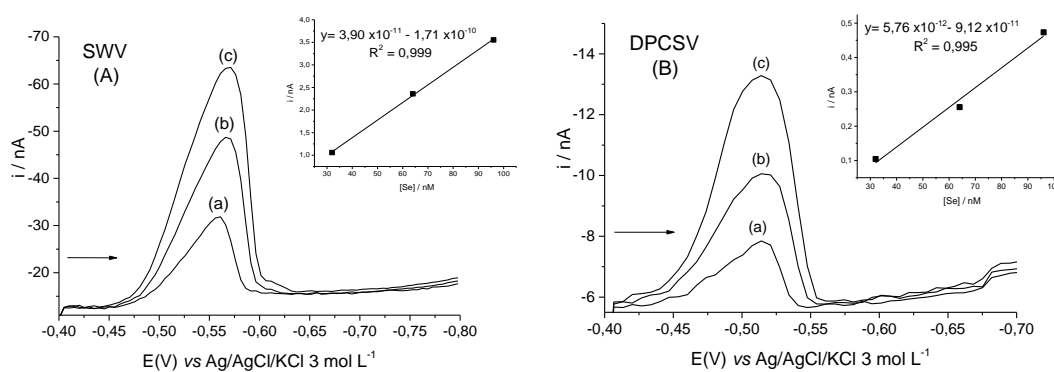 SWV
(A)
y= 3,90 x10-11 - 1,71 x10-10
R2 = 0,999
4,0
3,5
3,0
2,5
2,0
1,5
1,0
i / nA
30 40 50 60 70 80 90 100
[Se] / nM
-70
-60
-50
-40
-30
-20
i / nA
(c)
(b)
(a)
-0,40 -0,45 -0,50 -0,55 -0,60 -0,65 -0,70 -0,75 -0,80
E(V) vs Ag/AgCl/KCl 3 mol L-1
DPCSV
(B)
y= 5,76 x10-12- 9,12 x10-11
R2 = 0,995
0,5
0,4
0,3
0,2
0,1
i / nA
30 40 50 60 70 80 90 100
[Se] / nM
-14
-12
-10
-8
-6
i / nA
(c)
(b)
(a)
-0,40 -0,45 -0,50 -0,55 -0,60 -0,65 -0,70
E(V) vs Ag/AgCl/KCl 3 mol L-1